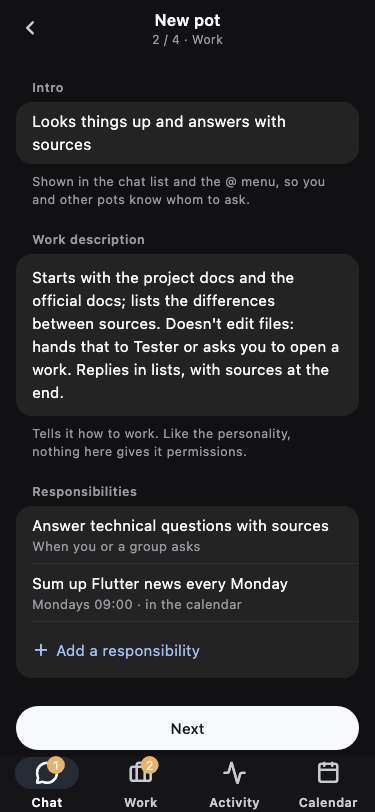 New pot
2 / 4 · Work
Intro
Looks things up and answers with
sources
Shown in the chat list and the @ menu, so you
and other pots know whom to ask.
Work description
Starts with the project docs and the
official docs; lists the differences
between sources. Doesn't edit files:
hands that to Tester or asks you to open a
work. Replies in lists, with sources at the
end.
Tells it how to work. Like the personality,
nothing here gives it permissions.
Responsibilities
Answer technical questions with sources
When you or a group asks
Sum up Flutter news every Monday
Mondays 09:00 · in the calendar
+ Add a responsibility
Next
1
2
Chat
Work
Activity
Calendar